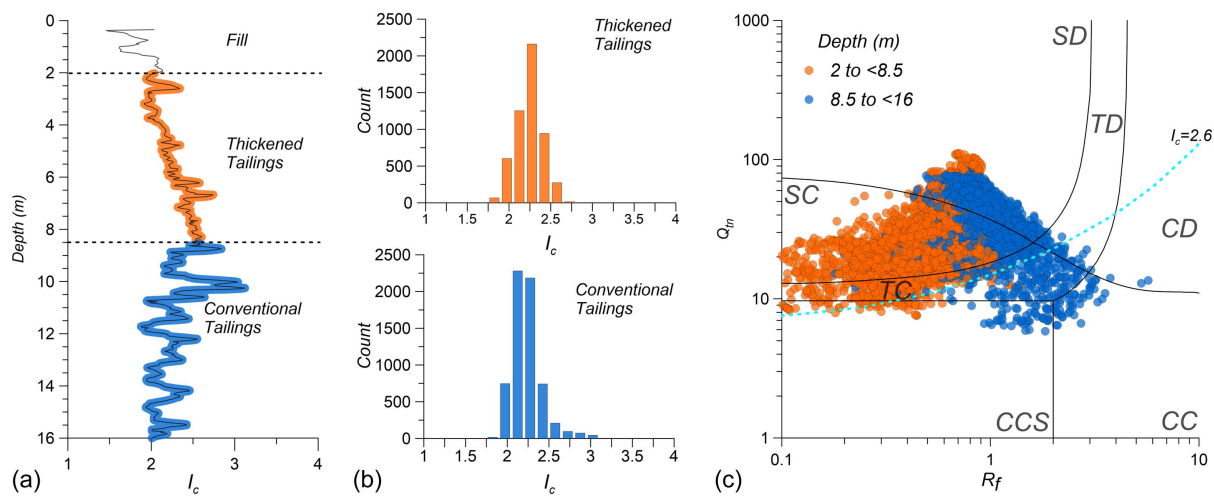 0
2
4
6
8
10
12
14
16
Depth (m)
Fill
Thickened
Tailings
Conventional
Tailings
1
2
3
4
Ic
(a)
2500
2000
1500
1000
500
0
Count
Thickened
Tailings
1
1.5
2
2.5
3
3.5
4
Ic
2500
2000
1500
1000
500
0
Count
Conventional
Tailings
1
1.5
2
2.5
3
3.5
4
Ic
(b)
1000
100
10
1
Qtn
Depth (m)
2 to <8.5
8.5 to <16
SD
TD
Ic=2.6
SC
CD
TC
CCS
CC
0.1
1
10
Rf
(c)